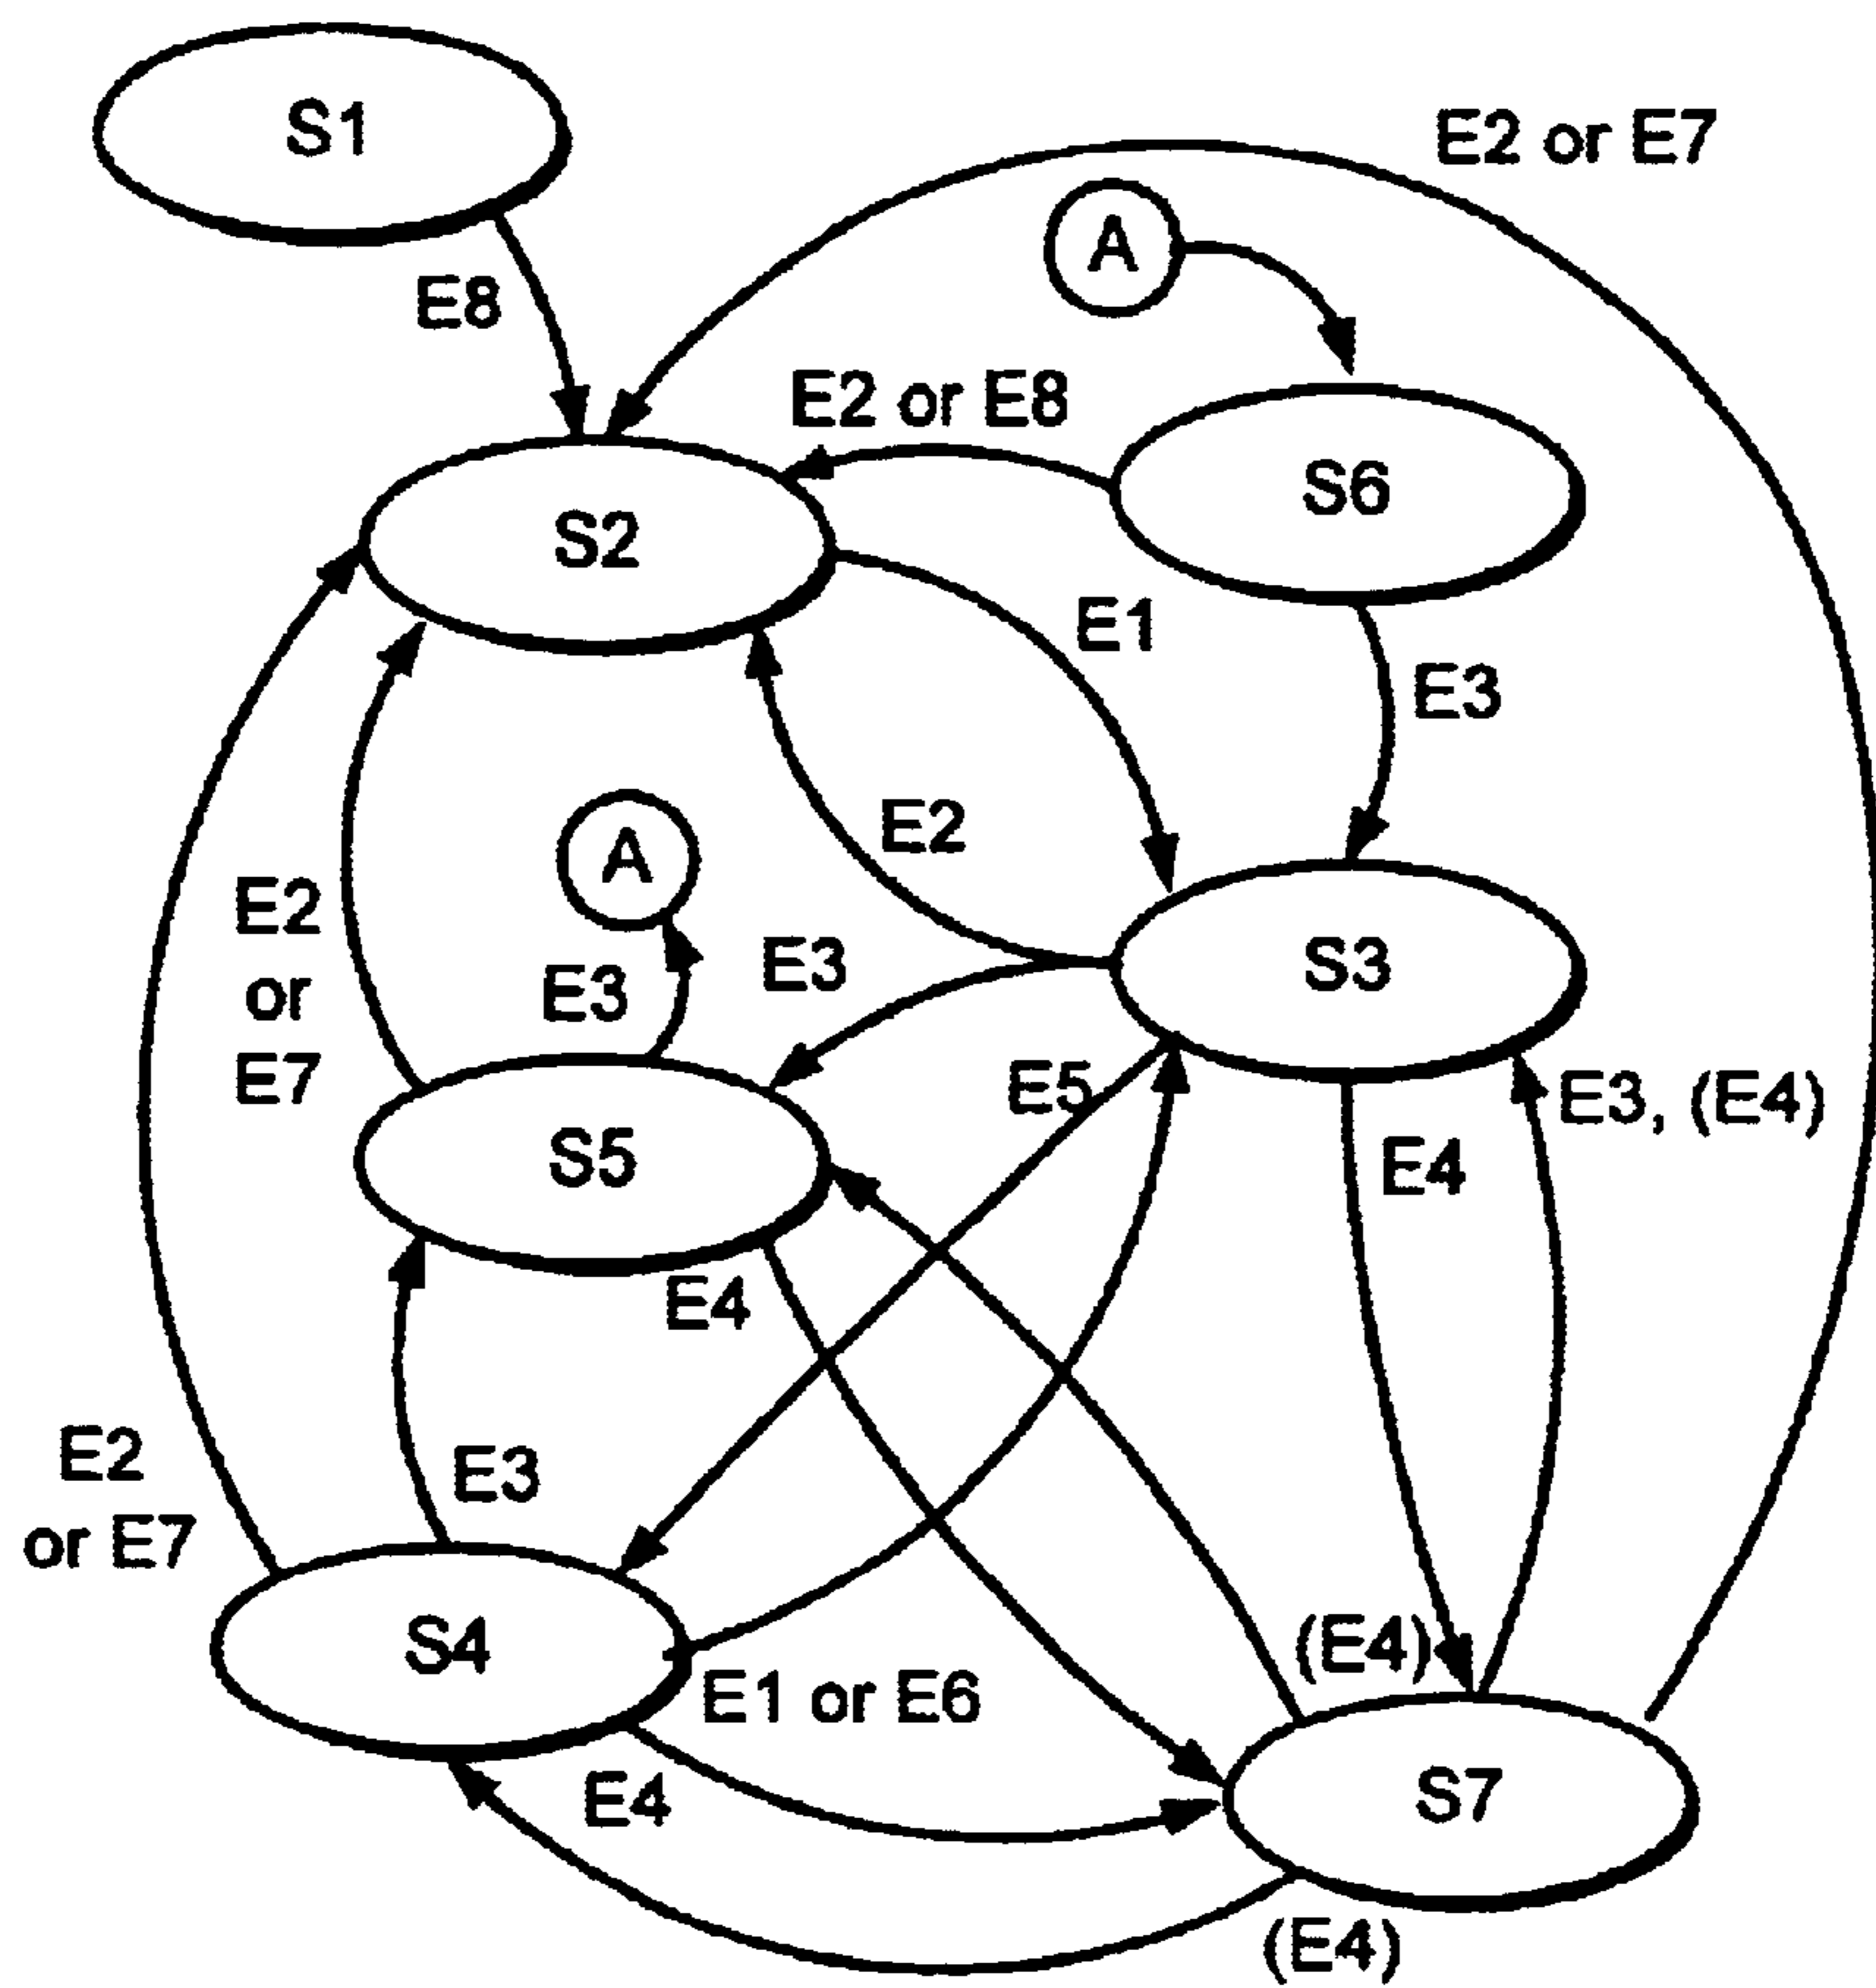 S1
E2 or E7
A
E8
E2 or E8
S6
S2
E1
E3
E2
A
E2
or
E7
E3
E3
S3
E5
E3, (E4)
E4
S5
E4
E3
E2
or E7
S4
(E4)
E1 or E6
E4
S7
(E4)